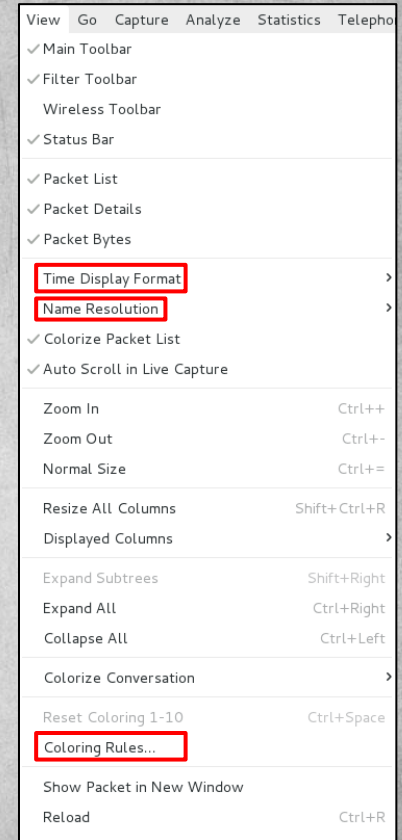 View Go Capture Analyze Statistics Telepho
✓ Main Toolbar
✓ Filter Toolbar
Wireless Toolbar
✓ Status Bar
✓ Packet List
✓ Packet Details
✓ Packet Bytes
Time Display Format >
Name Resolution >
✓ Colorize Packet List
✓ Auto Scroll in Live Capture
Zoom In Ctrl++
Zoom Out Ctrl+-
Normal Size Ctrl+=
Resize All Columns Shift+Ctrl+R
Displayed Columns >
Expand Subtrees Shift+Right
Expand All Ctrl+Right
Collapse All Ctrl+Left
Colorize Conversation >
Reset Coloring 1-10 Ctrl+Space
Coloring Rules...
Show Packet in New Window
Reload Ctrl+R